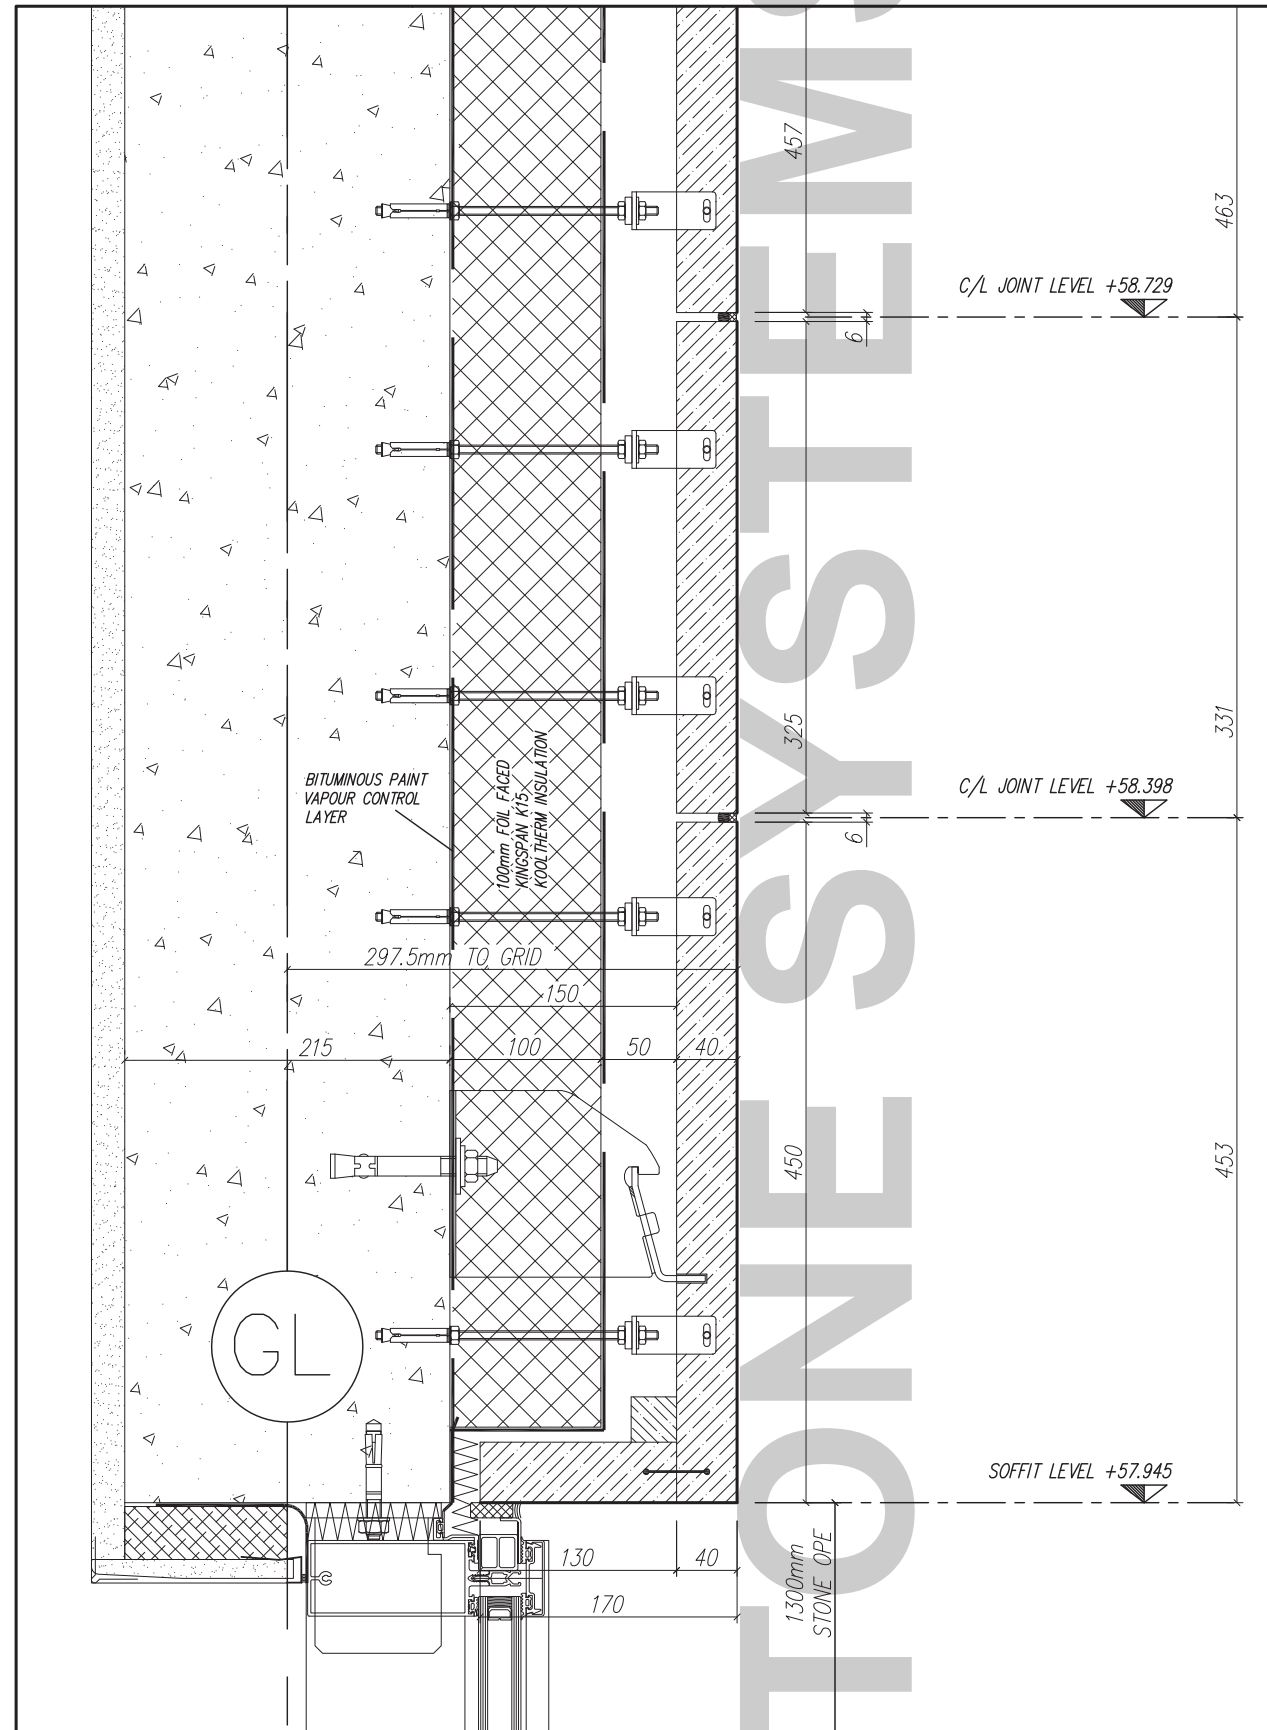 457
463
C/L JOINT LEVEL +58.729
6
325
331
BITUMINOUS PAINT
VAPOUR CONTROL
LAYER
100mm FOIL FACED
KINGSPAN K15
KOOLTHERM INSULATION
C/L JOINT LEVEL +58.398
6
297.5mm TO GRID
150
215
100
50
40
450
453
GL
SOFFIT LEVEL +57.945
130
40
170
1300mm
STONE OPE
TONE SYSTEMS